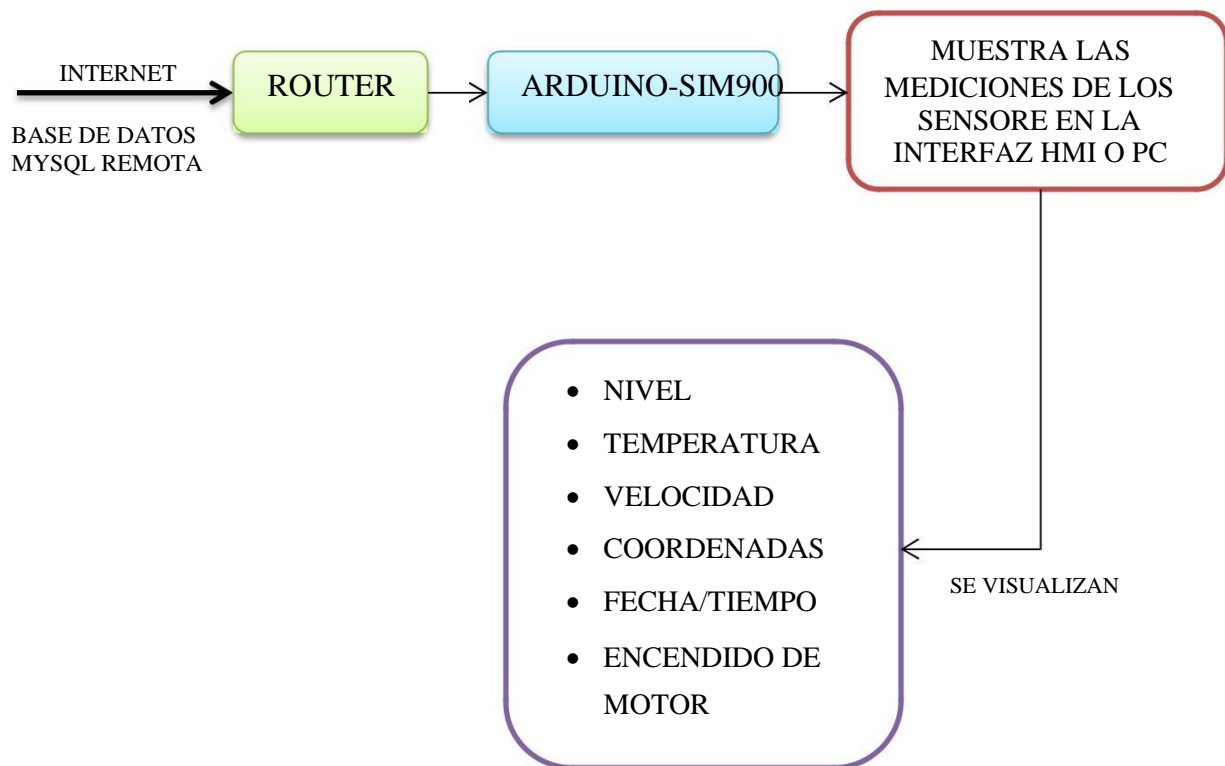 INTERNET
BASE DE DATOS
MYSQL REMOTA
ROUTER
ARDUINO-SIM900
MUESTRA LAS
MEDICIONES DE LOS
SENSORE EN LA
INTERFAZ HMI O PC
SE VISUALIZAN
• NIVEL
• TEMPERATURA
• VELOCIDAD
• COORDENADAS
• FECHA/TIEMPO
• ENCENDIDO DE
MOTOR